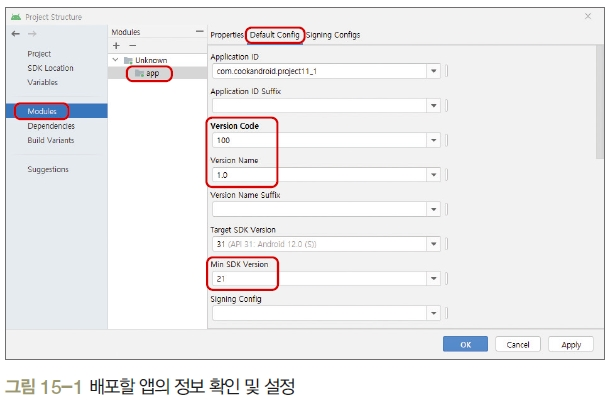 Project Structure
Project
SDK Location
Variables
Modules
Dependencies
Build Variants
Suggestions
Modules
Unknown
app
Properties Default Config Signing Configs
Application ID
com.cookandroid.project11_1
Application ID Suffix
Version Code
100
Version Name
1.0
Version Name Suffix
Target SDK Version
31 (API 31: Android 12.0 (S))
Min SDK Version
21
Signing Config
OK Cancel Apply
그림 15-1 배포할 앱의 정보 확인 및 설정